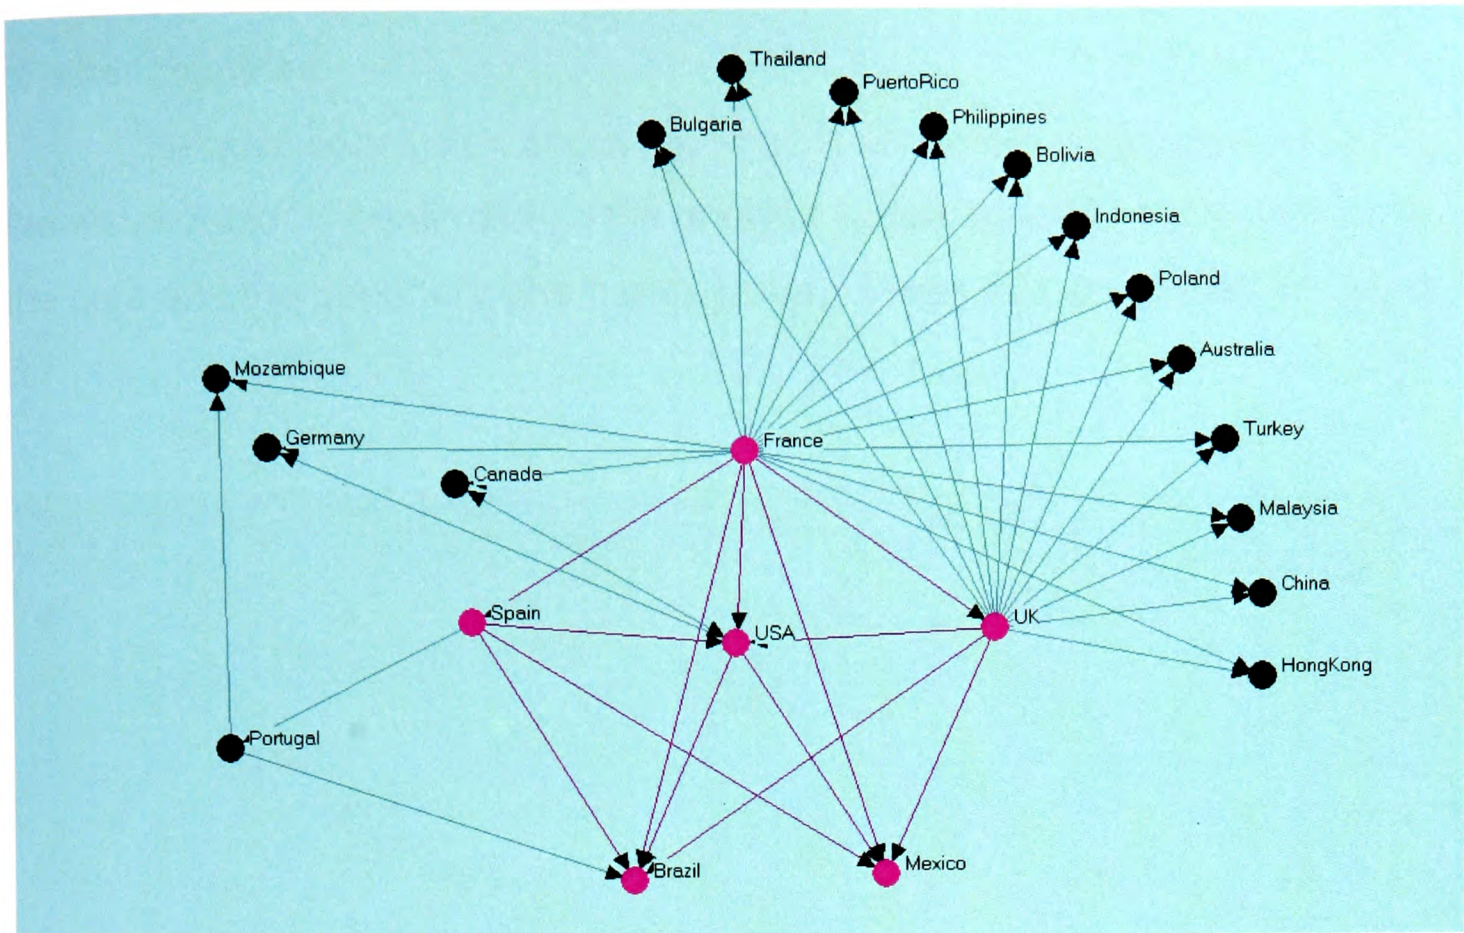 Thailand
PuertoRico
Bulgaria
Philippines
Bolivia
Indonesia
Poland
Australia
Mozambique
Germany
France
Turkey
Canada
Malaysia
China
Spain
UK
USA
HongKong
Portugal
Brazil
Mexico